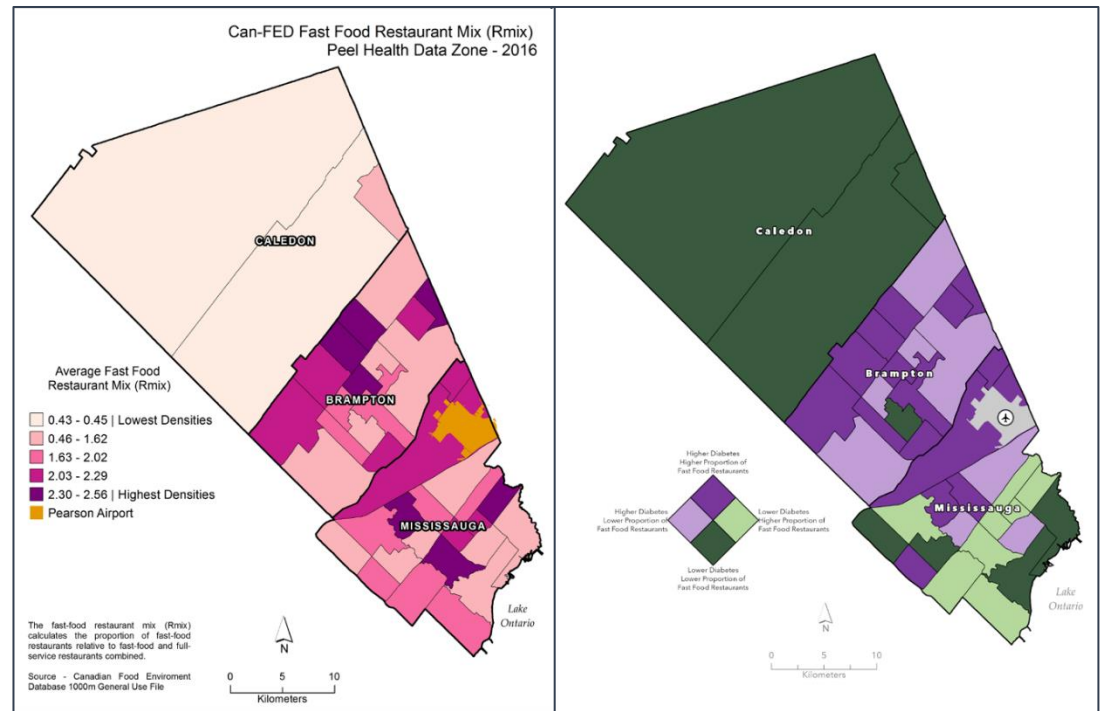 Can-FED Fast Food Restaurant Mix (Rmix)
Peel Health Data Zone - 2016
CALEDON
Average Fast Food
Restaurant Mix (Rmix)
0.43 - 0.45 | Lowest Densities
0.46 - 1.62
1.63 - 2.02
2.03 - 2.29
2.30 - 2.56 | Highest Densities
Pearson Airport
BRAMPTON
MISSISSAUGA
Lake
Ontario
The fast-food restaurant mix (Rmix)
calculates the proportion of fast-food
restaurants relative to fast-food and full-
service restaurants combined.
Source - Canadian Food Enviroment
Database 1000m General Use File
N
0 5 10
Kilometers
Caledon
Brampton
Mississauga
Higher Diabetes
Higher Proportion of
Fast Food Restaurants
Higher Diabetes
Lower Proportion of
Fast Food Restaurants
Lower Diabetes
Higher Proportion of
Fast Food Restaurants
Lower Diabetes
Lower Proportion of
Fast Food Restaurants
Lake
Ontario
N
0 5 10
Kilometers